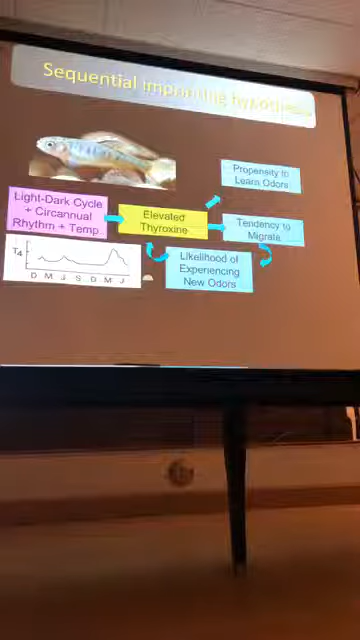 Sequential imprinting hypothesis
Propensity to
Learn Odors
Light-Dark Cycle
+ Circannual
Rhythm + Temp.
Elevated
Thyroxine
Tendency to
Migrate
Likelihood of
Experiencing
New Odors
T4
D M J S D M J